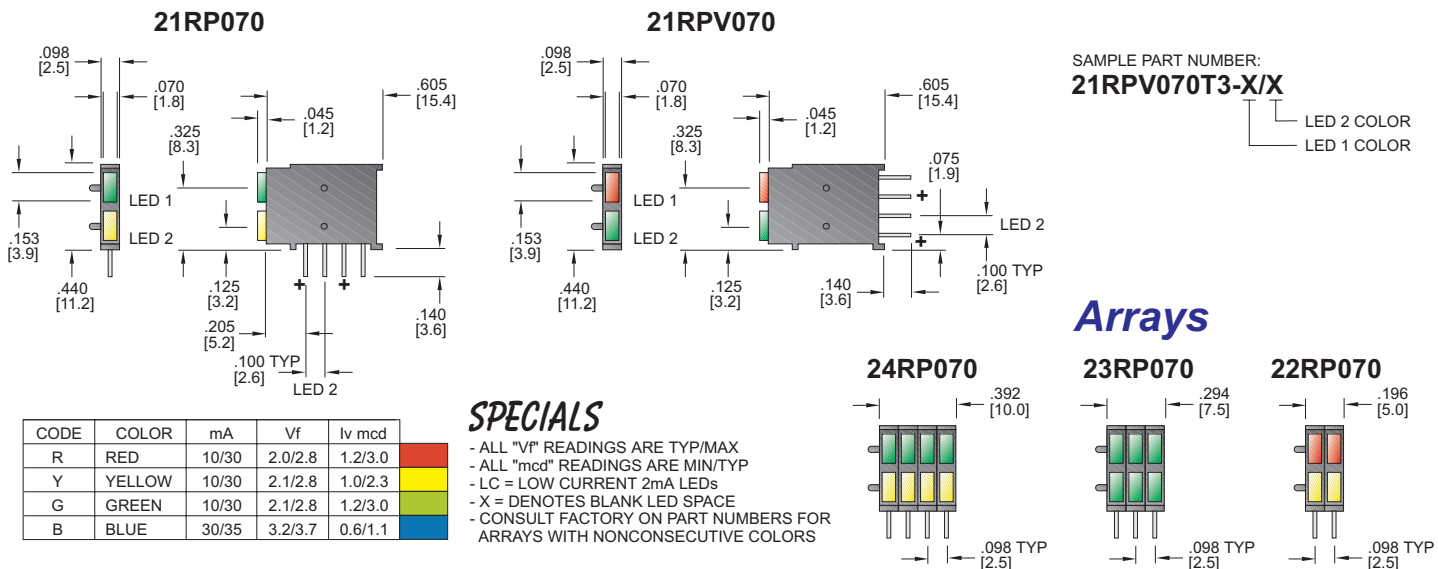 21RP070
.098
[2.5]
.070
[1.8]
.045
[1.2]
.605
[15.4]
.325
[8.3]
LED 1
LED 2
.153
[3.9]
.440
[11.2]
.125
[3.2]
+ +
.205
[5.2]
.140
[3.6]
.100 TYP
[2.6]
LED 2
21RPV070
.098
[2.5]
.070
[1.8]
.045
[1.2]
.605
[15.4]
.325
[8.3]
.075
[1.9]
LED 1
LED 2
+
LED 2
+
.153
[3.9]
.440
[11.2]
.125
[3.2]
.140
[3.6]
.100 TYP
[2.6]
SAMPLE PART NUMBER:
21RPV070T3-X/X
LED 2 COLOR
LED 1 COLOR
CODE COLOR mA Vf Iv mcd
R RED 10/30 2.0/2.8 1.2/3.0
Y YELLOW 10/30 2.1/2.8 1.0/2.3
G GREEN 10/30 2.1/2.8 1.2/3.0
B BLUE 30/35 3.2/3.7 0.6/1.1
SPECIALS
- ALL "Vf" READINGS ARE TYP/MAX
- ALL "mcd" READINGS ARE MIN/TYP
- LC = LOW CURRENT 2mA LEDs
- X = DENOTES BLANK LED SPACE
- CONSULT FACTORY ON PART NUMBERS FOR
ARRAYS WITH NONCONSECUTIVE COLORS
Arrays
24RP070
.392
[10.0]
.098 TYP
[2.5]
23RP070
.294
[7.5]
.098 TYP
[2.5]
22RP070
.196
[5.0]
.098 TYP
[2.5]